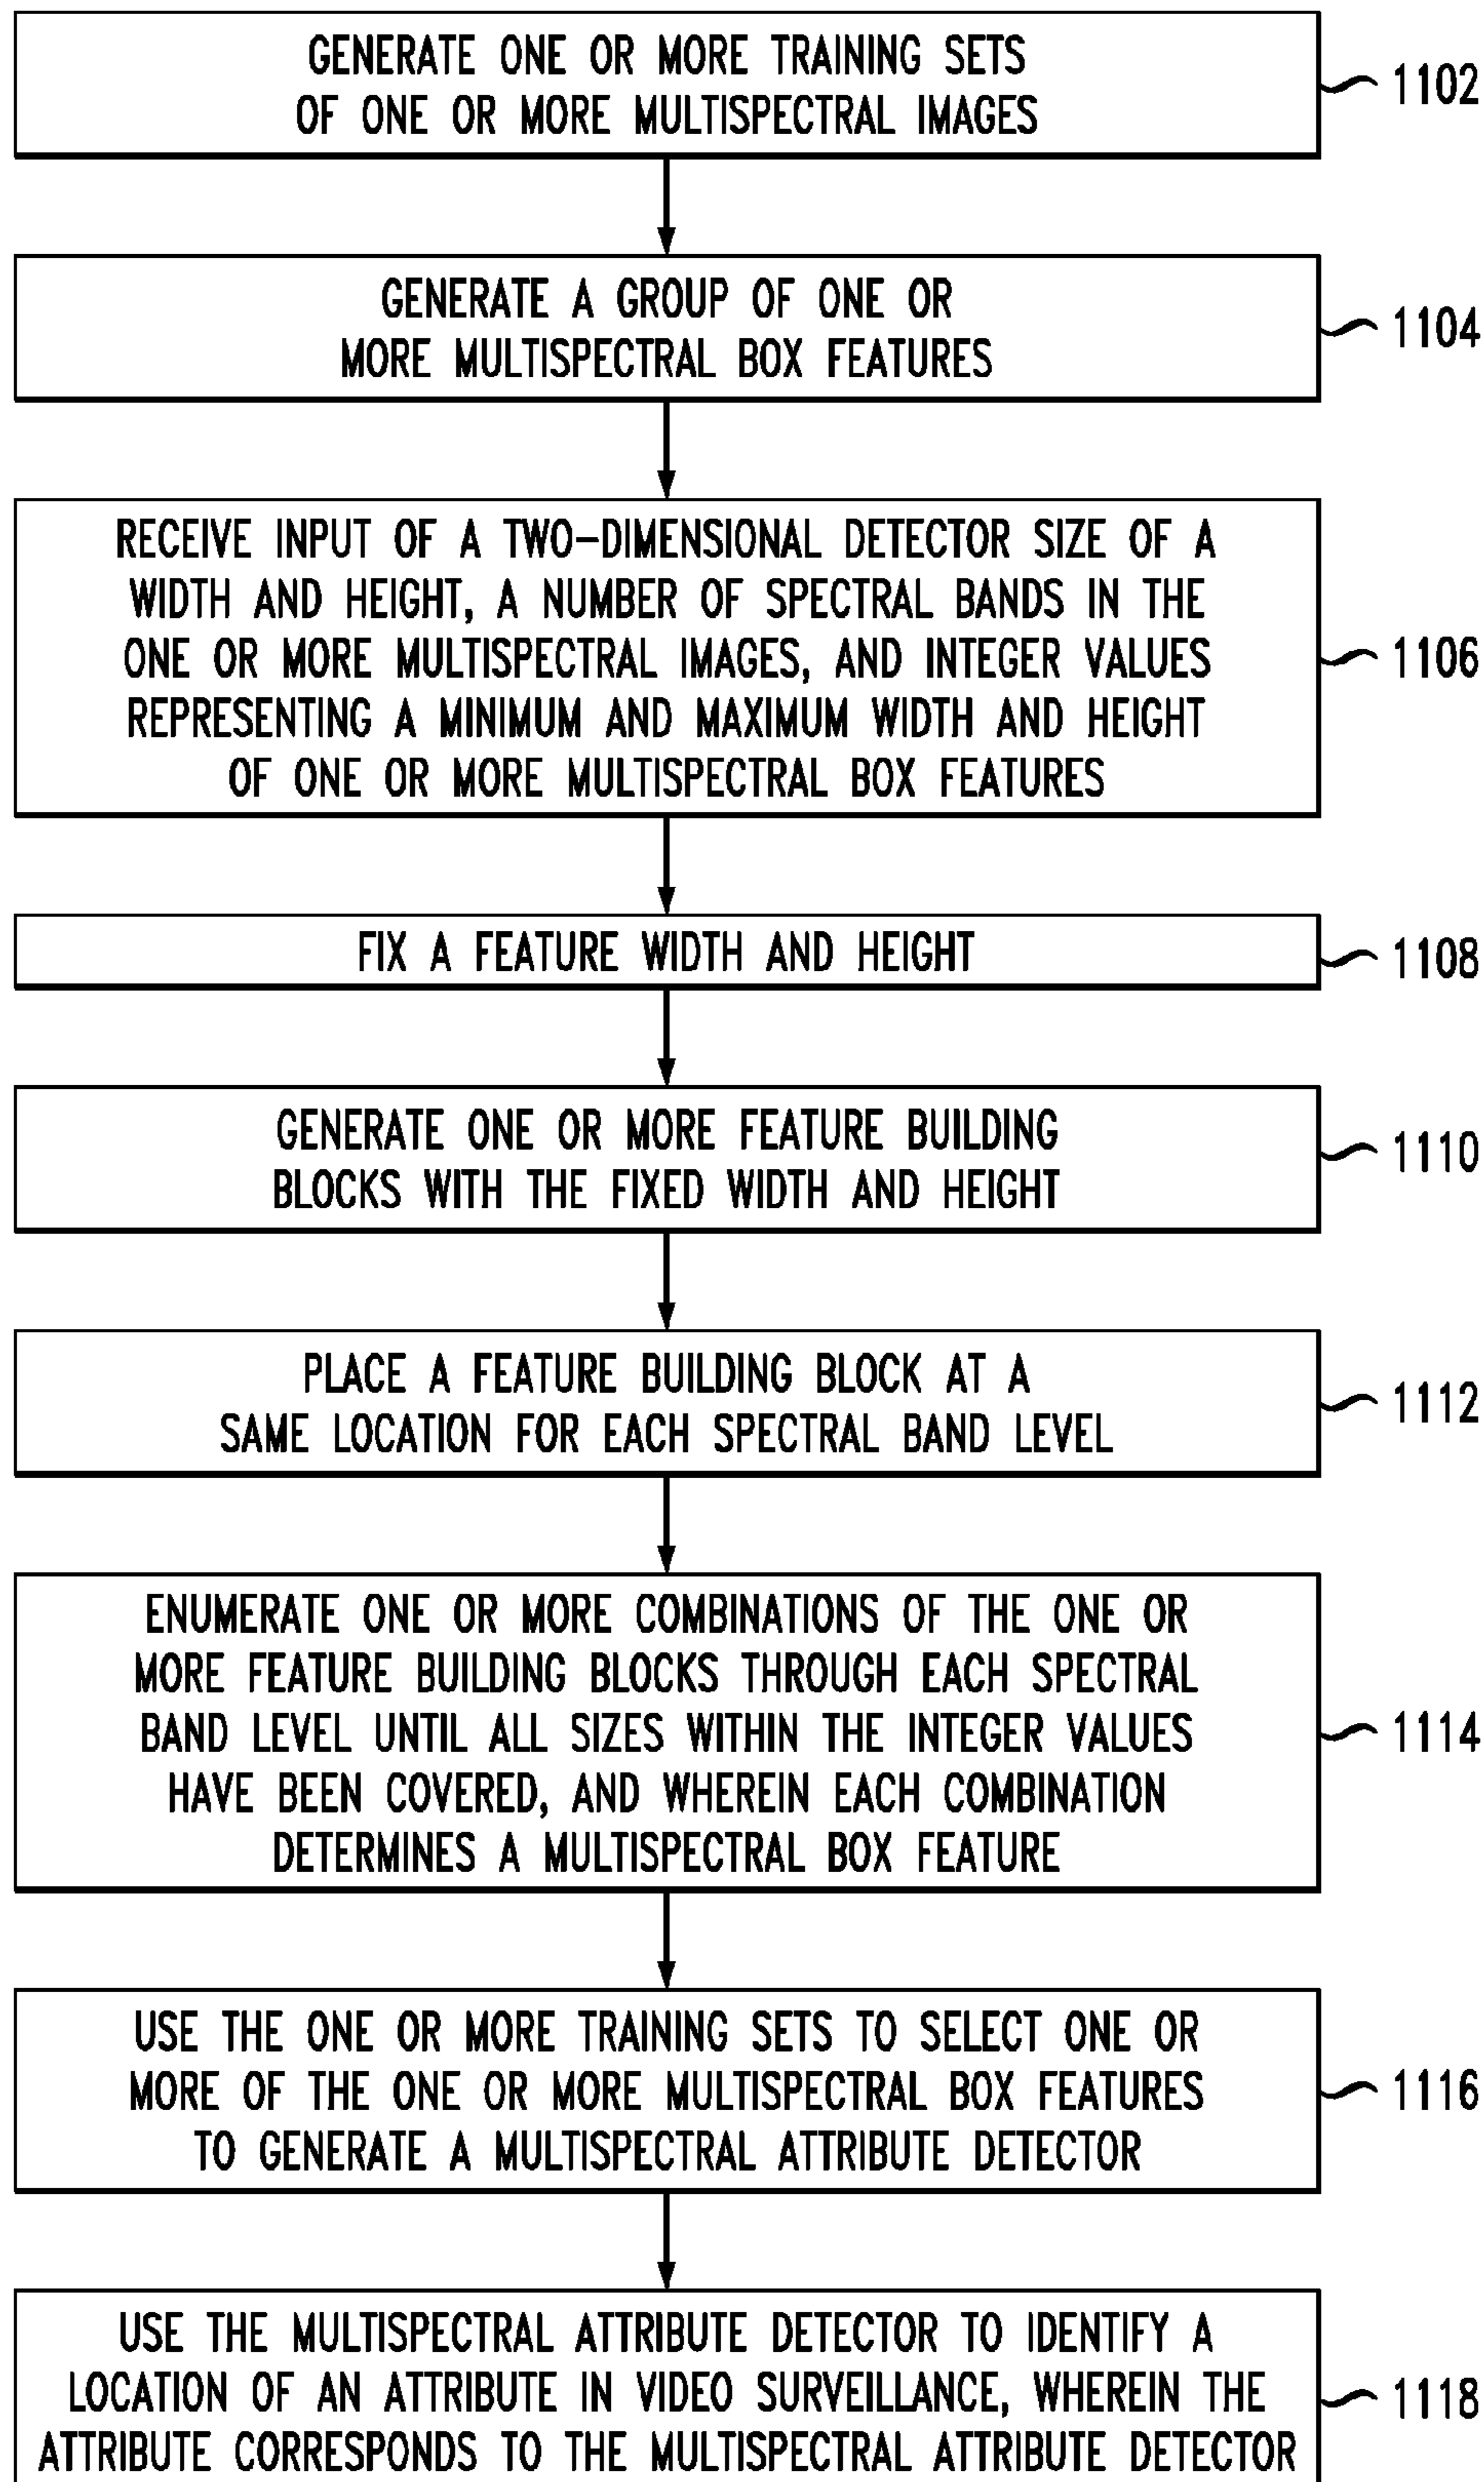 GENERATE ONE OR MORE TRAINING SETS
OF ONE OR MORE MULTISPECTRAL IMAGES
1102
GENERATE A GROUP OF ONE OR
MORE MULTISPECTRAL BOX FEATURES
1104
RECEIVE INPUT OF A TWO-DIMENSIONAL DETECTOR SIZE OF A
WIDTH AND HEIGHT, A NUMBER OF SPECTRAL BANDS IN THE
ONE OR MORE MULTISPECTRAL IMAGES, AND INTEGER VALUES
REPRESENTING A MINIMUM AND MAXIMUM WIDTH AND HEIGHT
OF ONE OR MORE MULTISPECTRAL BOX FEATURES
1106
FIX A FEATURE WIDTH AND HEIGHT
1108
GENERATE ONE OR MORE FEATURE BUILDING
BLOCKS WITH THE FIXED WIDTH AND HEIGHT
1110
PLACE A FEATURE BUILDING BLOCK AT A
SAME LOCATION FOR EACH SPECTRAL BAND LEVEL
1112
ENUMERATE ONE OR MORE COMBINATIONS OF THE ONE OR
MORE FEATURE BUILDING BLOCKS THROUGH EACH SPECTRAL
BAND LEVEL UNTIL ALL SIZES WITHIN THE INTEGER VALUES
HAVE BEEN COVERED, AND WHEREIN EACH COMBINATION
DETERMINES A MULTISPECTRAL BOX FEATURE
1114
USE THE ONE OR MORE TRAINING SETS TO SELECT ONE OR
MORE OF THE ONE OR MORE MULTISPECTRAL BOX FEATURES
TO GENERATE A MULTISPECTRAL ATTRIBUTE DETECTOR
1116
USE THE MULTISPECTRAL ATTRIBUTE DETECTOR TO IDENTIFY A
LOCATION OF AN ATTRIBUTE IN VIDEO SURVEILLANCE, WHEREIN THE
ATTRIBUTE CORRESPONDS TO THE MULTISPECTRAL ATTRIBUTE DETECTOR
1118